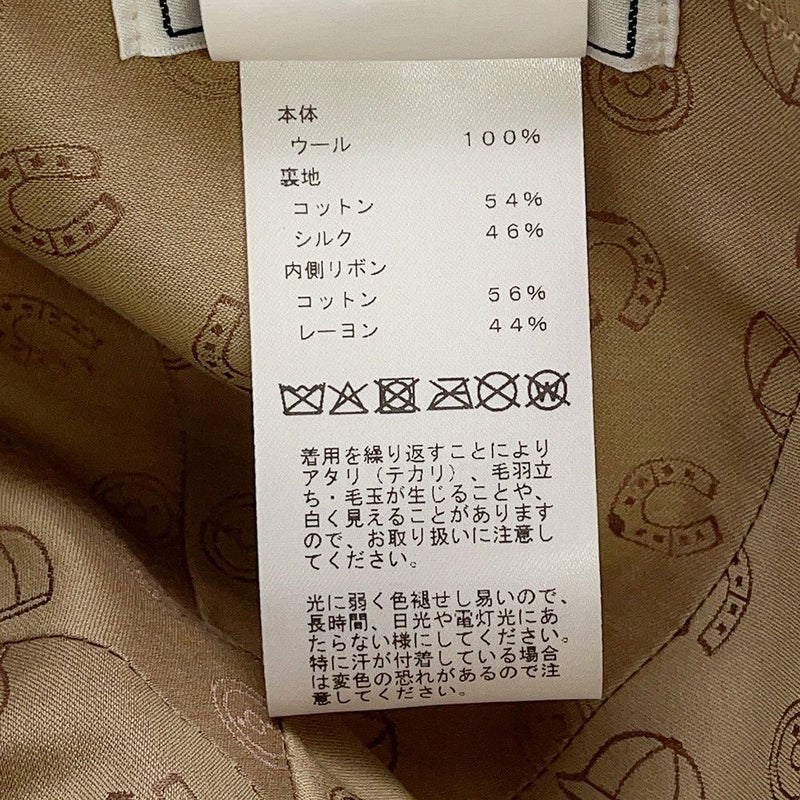 本体
ウール 100%
裏地
コットン 54%
シルク 46%
内側リボン
コットン 56%
レーヨン 44%
W
着用を繰り返すことにより
アタリ（テカリ）、毛羽立
ち・毛玉が生じることや、
白く見えることがあります
ので、お取り扱いに注意し
てください。
光に弱く色褪せし易いので、
長時間、日光や電灯光にあ
たらない様にしてください。
特に汗が付着している場合
は変色の恐れがあるので注
意してください。